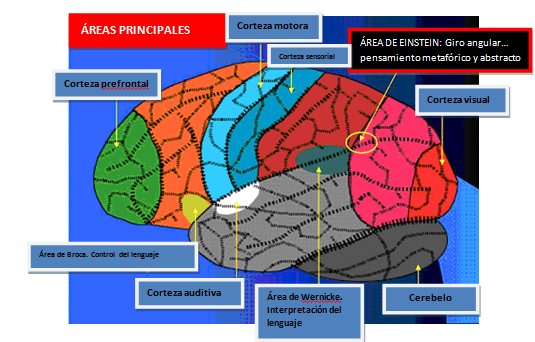 ÁREAS PRINCIPALES
Corteza motora
Corteza sensorial
ÁREA DE EINSTEIN: Giro angular...
pensamiento metafórico y abstracto
Corteza prefrontal
Corteza visual
Área de Broca. Control del lenguaje
Corteza auditiva
Área de Wernicke.
Interpretación del
lenguaje
Cerebelo